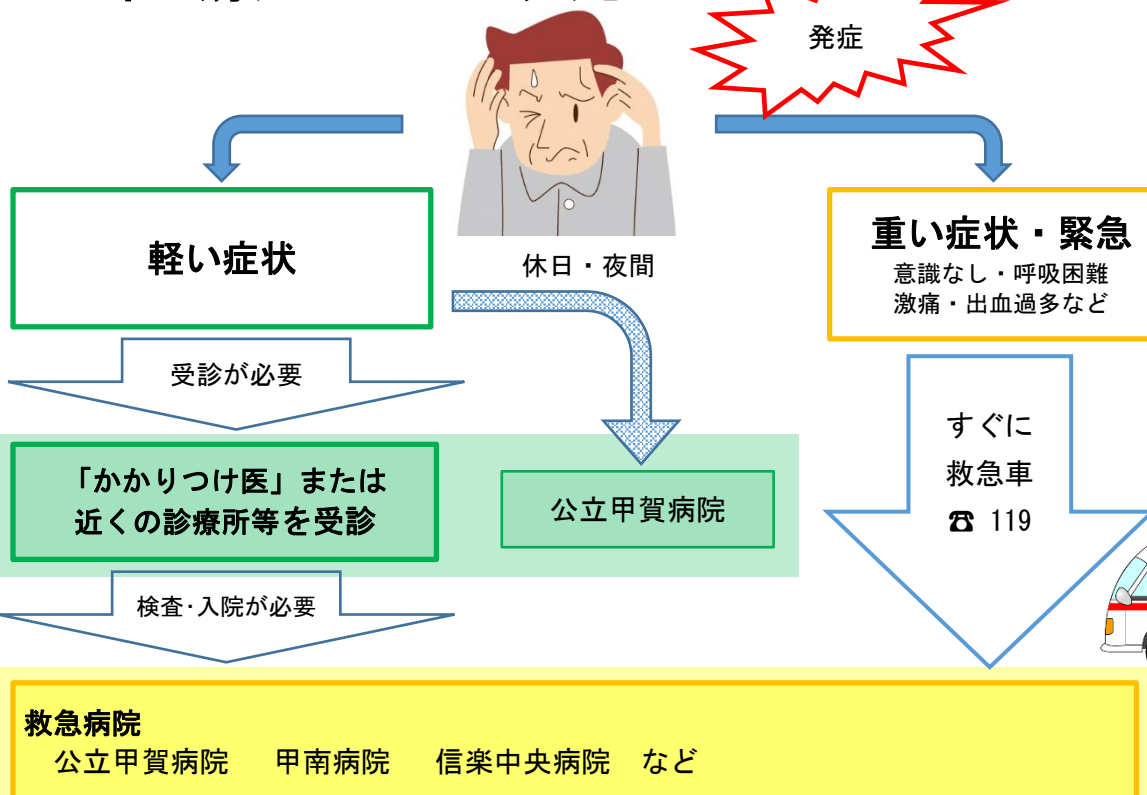 発症
軽い症状
休日・夜間
重い症状・緊急
意識なし・呼吸困難
激痛・出血過多など
受診が必要
「かかりつけ医」または
近くの診療所等を受診
公立甲賀病院
すぐに
救急車
☎ 119
検査・入院が必要
救急病院
公立甲賀病院 甲南病院 信楽中央病院 など